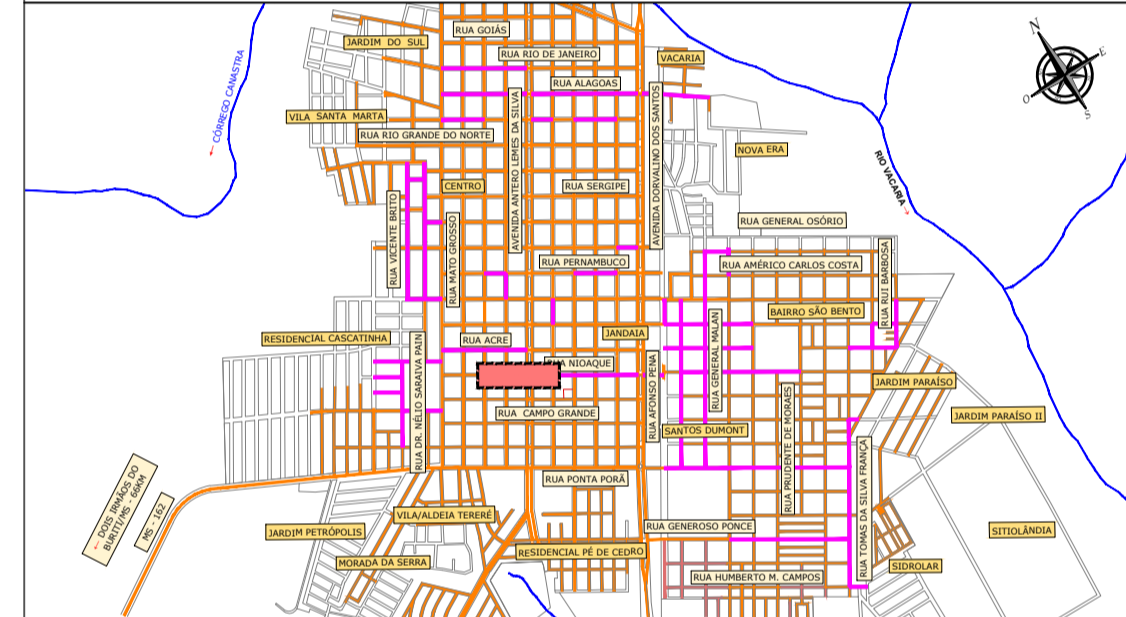 RUA GOIÁS
JARDIM DO SUL
RUA RIO DE JANEIRO
VACARIA
RUA ALAGOAS
N
E
S
O
CÓRREGO CANASTRA
VILA SANTA MARTA
RUA RIO GRANDE DO NORTE
AVENIDA ANTERO LEMES DA SILVA
AVENIDA DORVALINO DOS SANTOS
NOVA ERA
RIO VACARIA
CENTRO
RUA SERGIPE
RUA VICENTE BRITO
RUA MATO GROSSO
RUA GENERAL OSÓRIO
RUA PERNAMBUCO
RUA AMÉRICO CARLOS COSTA
RUA RUI BARBOSA
BAIRRO SÃO BENTO
RESIDENCIAL CASCATINHA
RUA ACRE
JANDAIA
RUA GENERAL MALAN
NIOAQUE
RUA DR. NÉLIO SARAIVA PAIN
RUA AFONSO PENA
JARDIM PARAÍSO
RUA CAMPO GRANDE
JARDIM PARAÍSO II
SANTOS DUMONT
RUA PRUDENTE DE MORAES
RUA TOMAS DA SILVA FRANÇA
← DOIS IRMÃOS DO
BURITI/MS - 66KM
MS - 162
RUA PONTA PORÃ
VILA/ALDEIA TERERÉ
JARDIM PETRÓPOLIS
RUA GENEROSO PONCE
SITIOLÂNDIA
RESIDENCIAL PÉ DE CEDRO
MORADA DA SERRA
SIDROLAR
RUA HUMBERTO M. CAMPOS